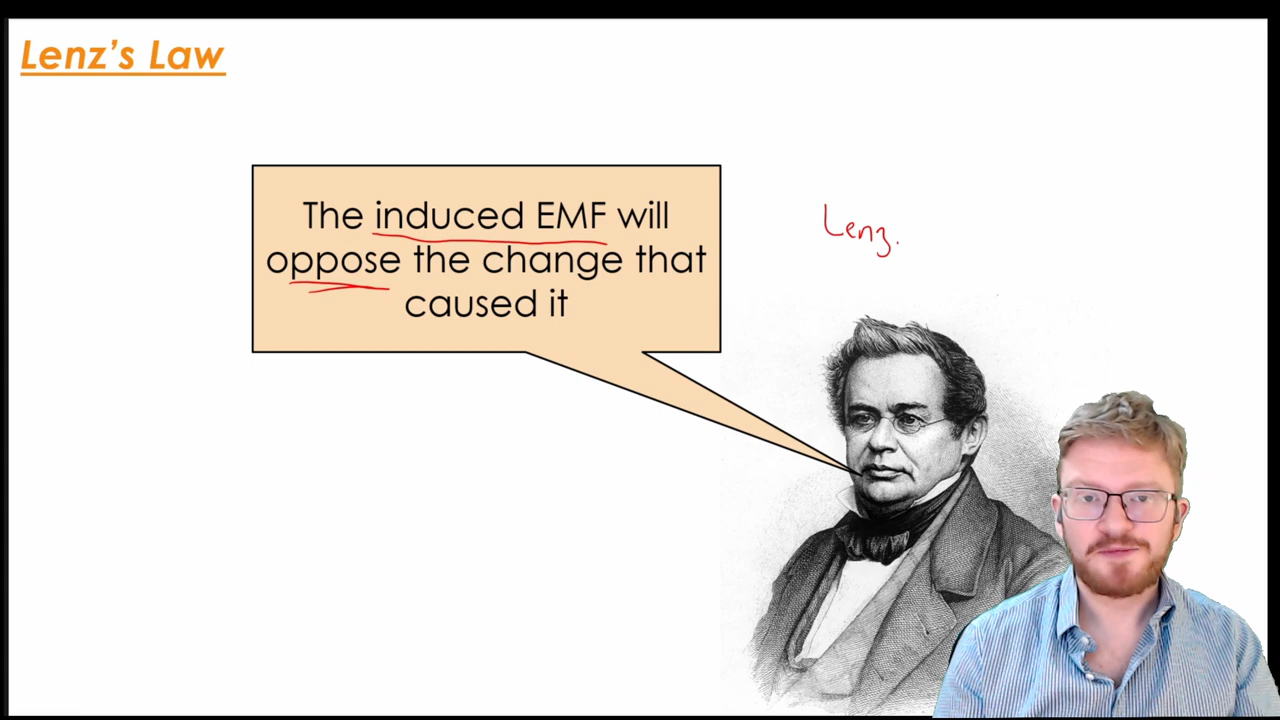 Lenz's Law
The induced EMF will
oppose the change that
caused it
Lenz.